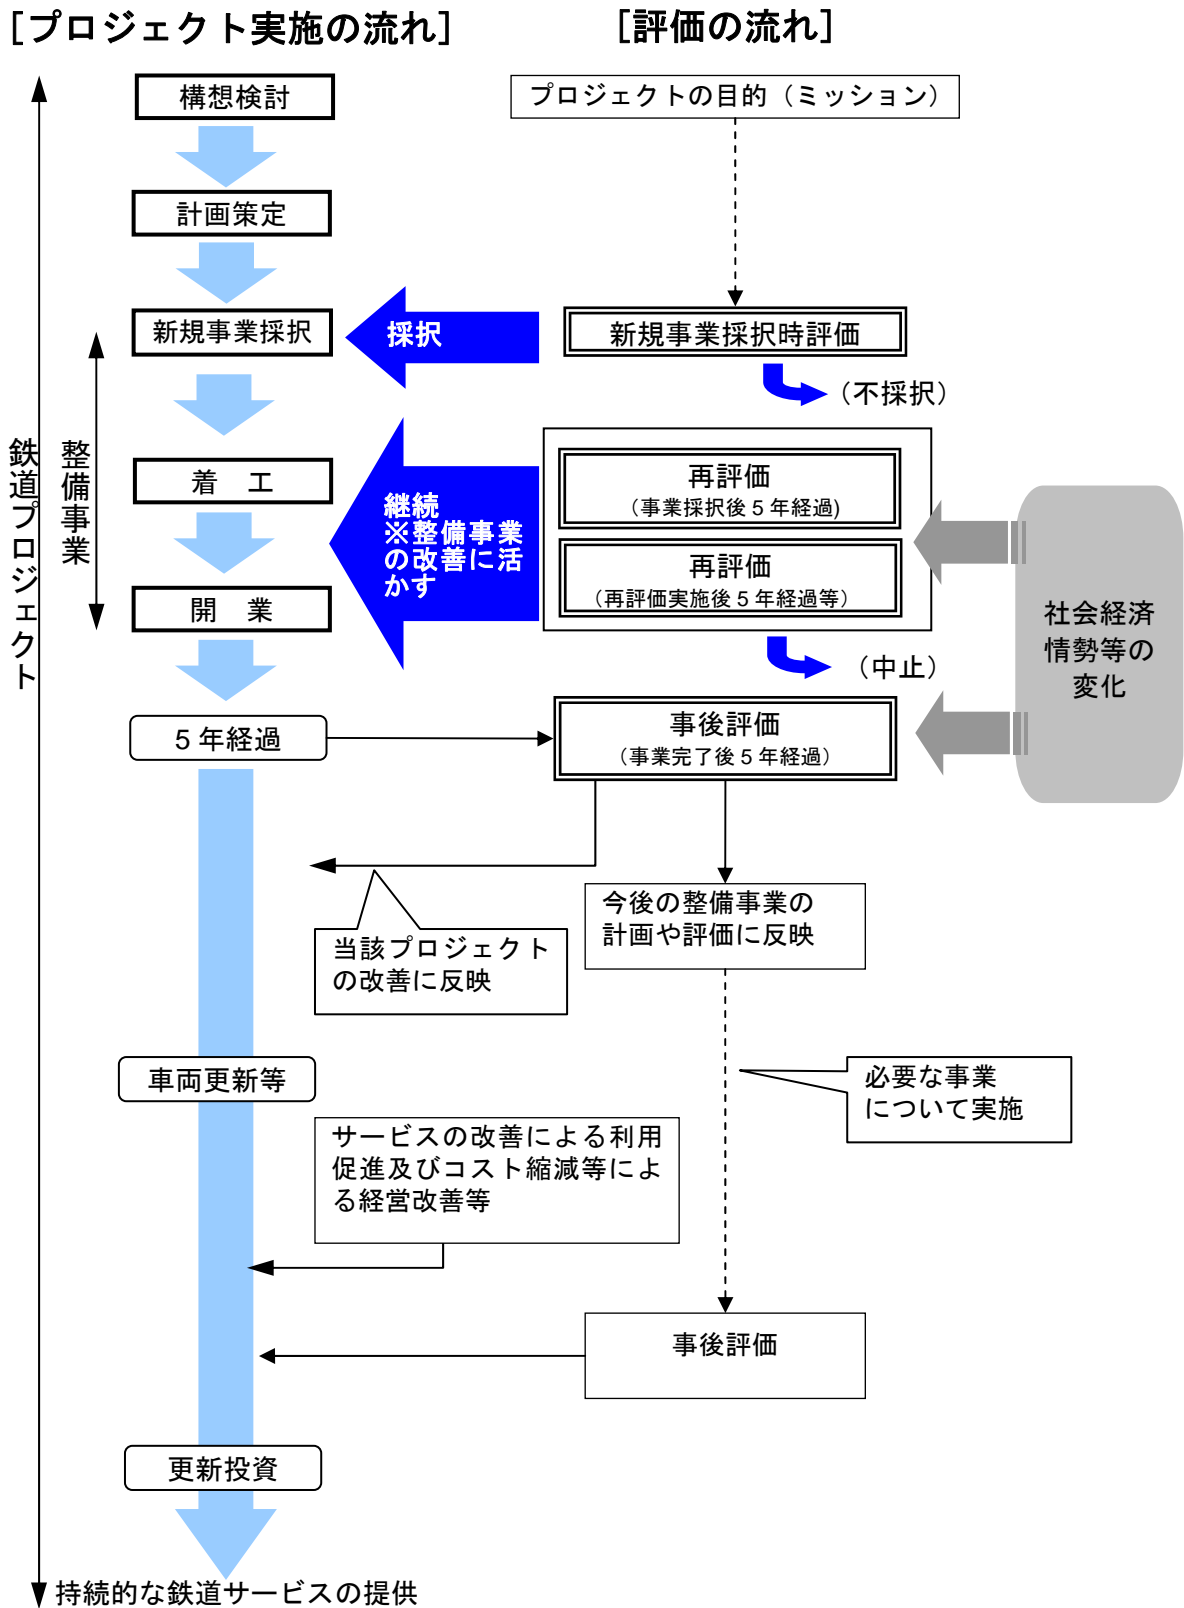 [プロジェクト実施の流れ]
[評価の流れ]
構想検討
プロジェクトの目的（ミッション）
計画策定
新規事業採択
採択
新規事業採択時評価
（不採択）
鉄道プロジェクト
整備事業
着　工
継続
※整備事業
の改善に活
かす
再評価
（事業採択後５年経過)
再評価
（再評価実施後５年経過等）
開　業
（中止）
社会経済
情勢等の
変化
５年経過
事後評価
（事業完了後５年経過）
当該プロジェクト
の改善に反映
今後の整備事業の
計画や評価に反映
車両更新等
必要な事業
について実施
サービスの改善による利用
促進及びコスト縮減等によ
る経営改善等
事後評価
更新投資
持続的な鉄道サービスの提供